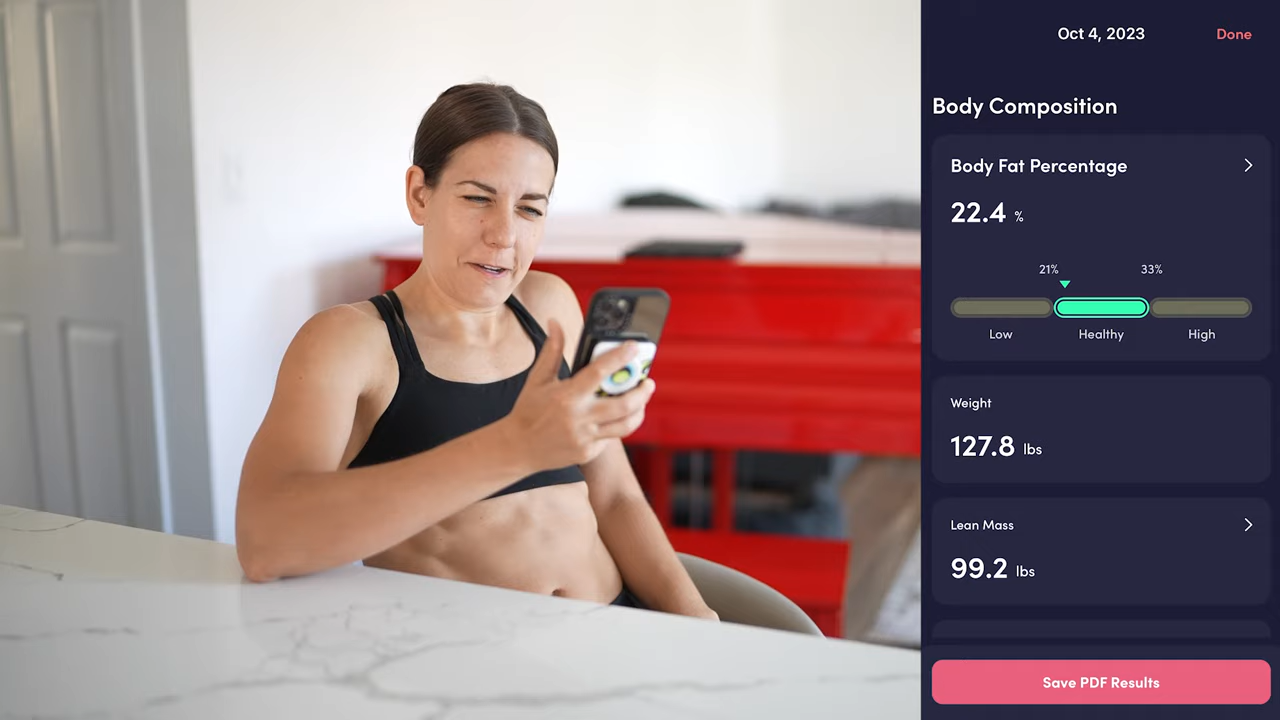 Oct 4, 2023 Done
Body Composition
Body Fat Percentage
22.4 %
21% 33%
Low Healthy High
Weight
127.8 lbs
Lean Mass
99.2 lbs
Save PDF Results